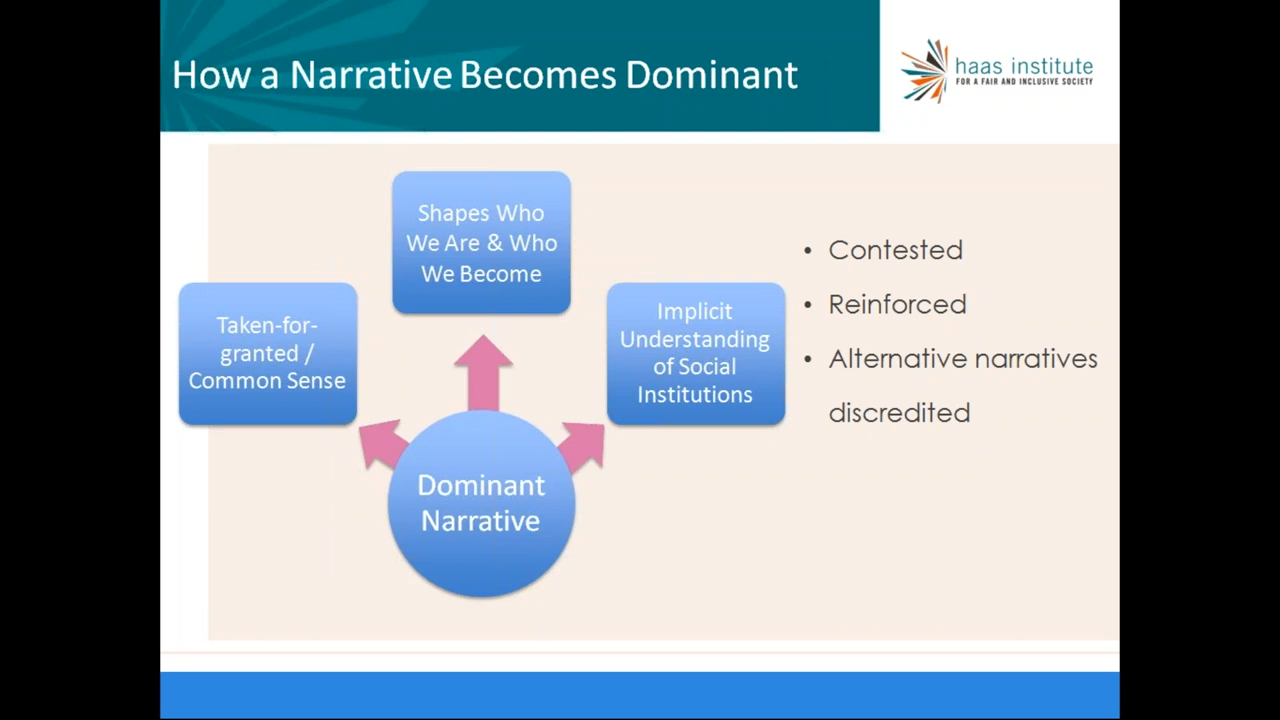 How a Narrative Becomes Dominant
haas institute
FOR A FAIR AND INCLUSIVE SOCIETY
Shapes Who
We Are & Who
We Become
Taken-for-
granted /
Common Sense
Implicit
Understanding
of Social
Institutions
Dominant
Narrative
• Contested
• Reinforced
• Alternative narratives
discredited